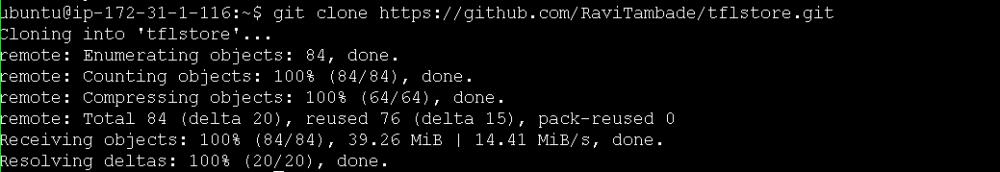 ubuntu@ip-172-31-1-116:~$ git clone https://github.com/RaviTambade/tflstore.git
Cloning into 'tflstore'...
remote: Enumerating objects: 84, done.
remote: Counting objects: 100% (84/84), done.
remote: Compressing objects: 100% (64/64), done.
remote: Total 84 (delta 20), reused 76 (delta 15), pack-reused 0
Receiving objects: 100% (84/84), 39.26 MiB | 14.41 MiB/s, done.
Resolving deltas: 100% (20/20), done.